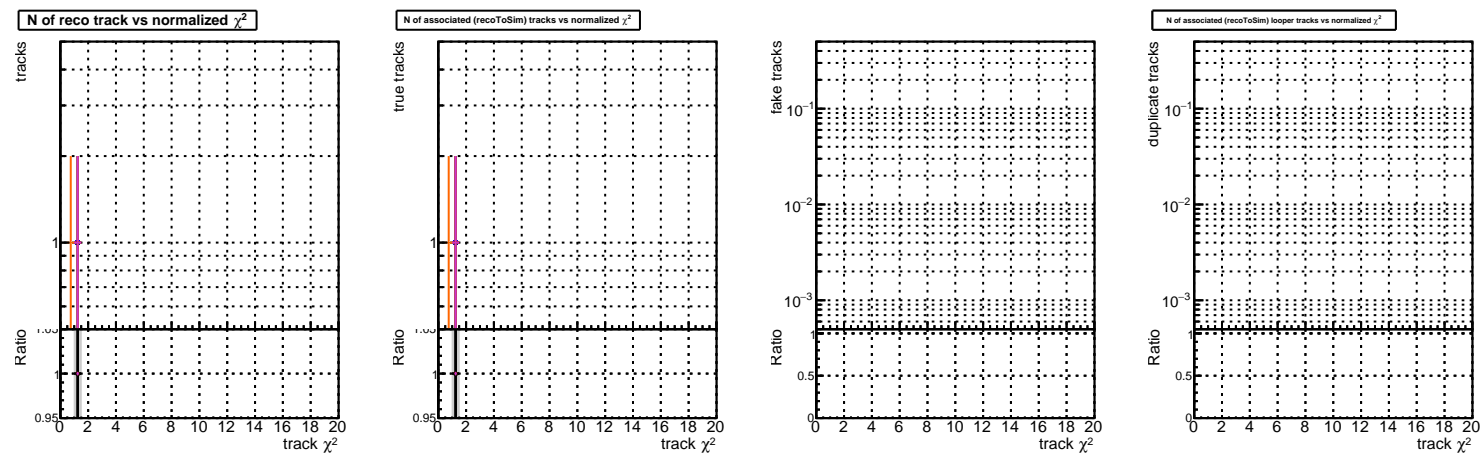 N of reco track vs normalized χ²
tracks
1
Ratio
1.05
1
0.95
0 2 4 6 8 10 12 14 16 18 20
track χ²
N of associated (recoToSim) tracks vs normalized χ²
true tracks
1
Ratio
1.05
1
0.95
0 2 4 6 8 10 12 14 16 18 20
track χ²
fake tracks
10⁻¹
10⁻²
10⁻³
Ratio
1
0.5
0
0 2 4 6 8 10 12 14 16 18 20
track χ²
N of associated (recoToSim) looper tracks vs normalized χ²
duplicate tracks
10⁻¹
10⁻²
10⁻³
Ratio
1
0.5
0
0 2 4 6 8 10 12 14 16 18 20
track χ²